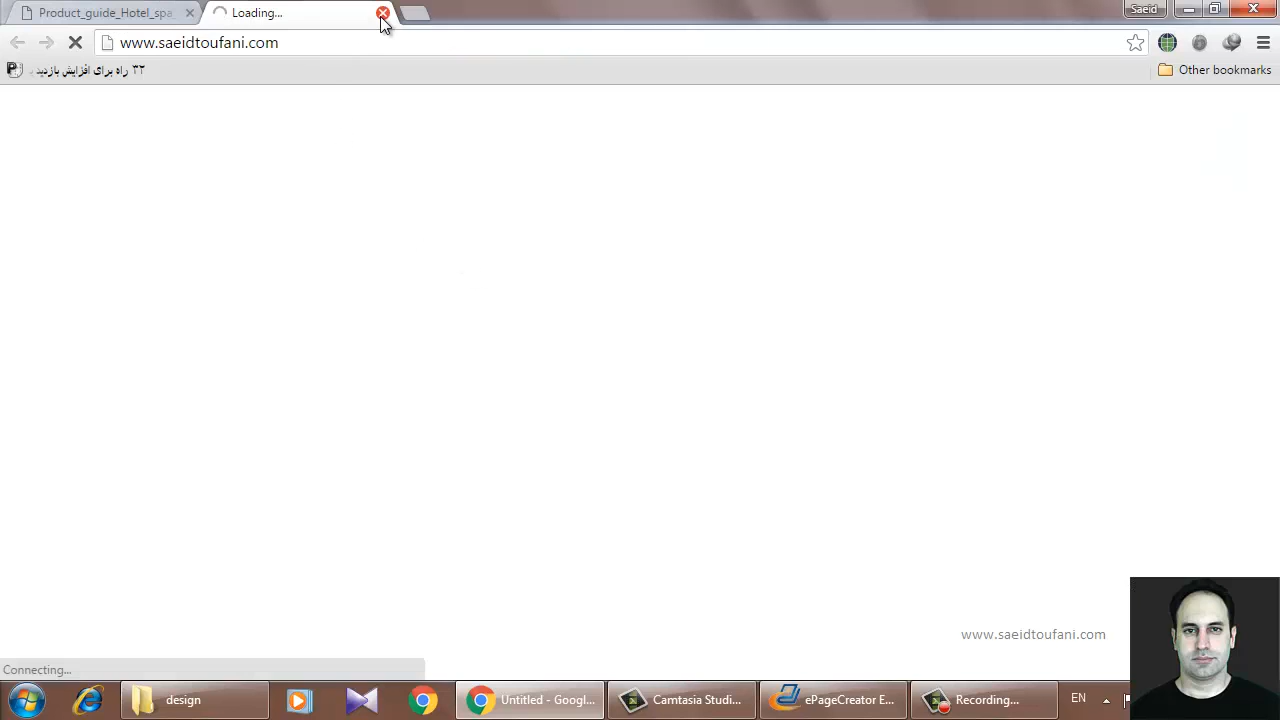 Product_guide_Hotel_spa
Loading...
Saeid
www.saeidtoufani.com
۳۲ راه برای افزایش بازدید
Other bookmarks
www.saeidtoufani.com
Connecting...
design
Untitled - Googl...
Camtasia Studi...
ePageCreator E...
Recording...
EN